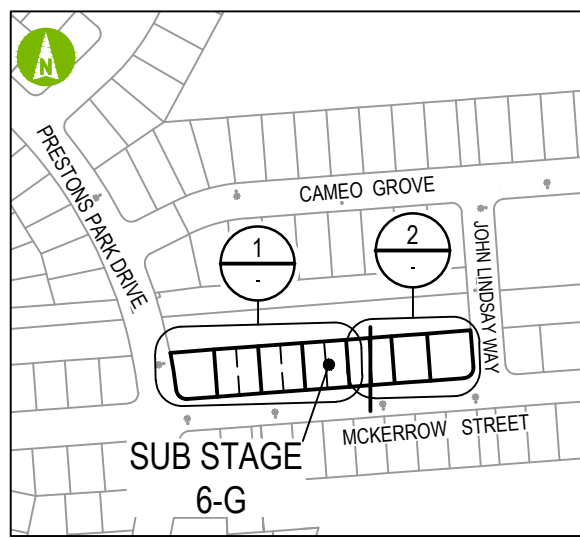 N
PRESTONS PARK DRIVE
CAMEO GROVE
JOHN LINDSAY WAY
1
-
2
-
MCKERROW STREET
SUB STAGE
6-G